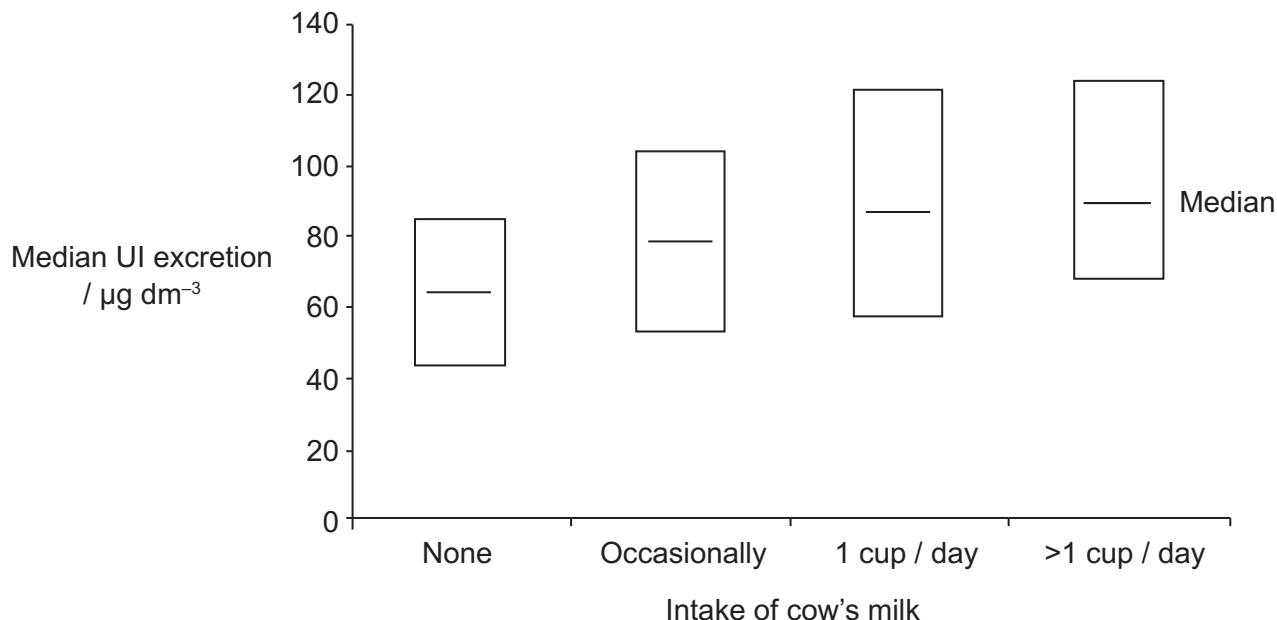 140
120
100
80
60
40
20
0
Median UI excretion
/ µg dm⁻³
Median
None
Occasionally
1 cup / day
>1 cup / day
Intake of cow's milk